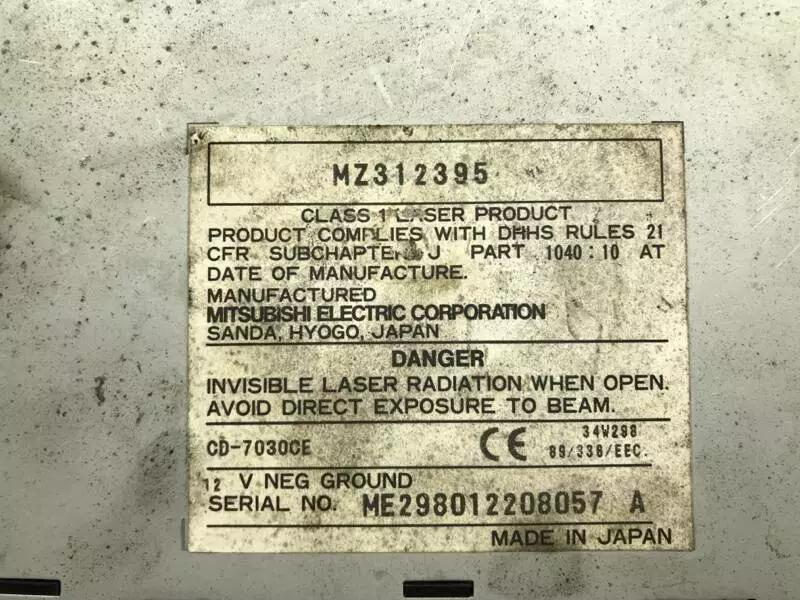 MZ312395
CLASS 1 LASER PRODUCT
PRODUCT COMPLIES WITH DHHS RULES 21
CFR SUBCHAPTER J PART 1040:10 AT
DATE OF MANUFACTURE.
MANUFACTURED
MITSUBISHI ELECTRIC CORPORATION
SANDA, HYOGO, JAPAN
DANGER
INVISIBLE LASER RADIATION WHEN OPEN.
AVOID DIRECT EXPOSURE TO BEAM.
CD-7030CE CE 34W298
89/336/EEC.
12 V NEG GROUND
SERIAL NO. ME298012208057 A
MADE IN JAPAN